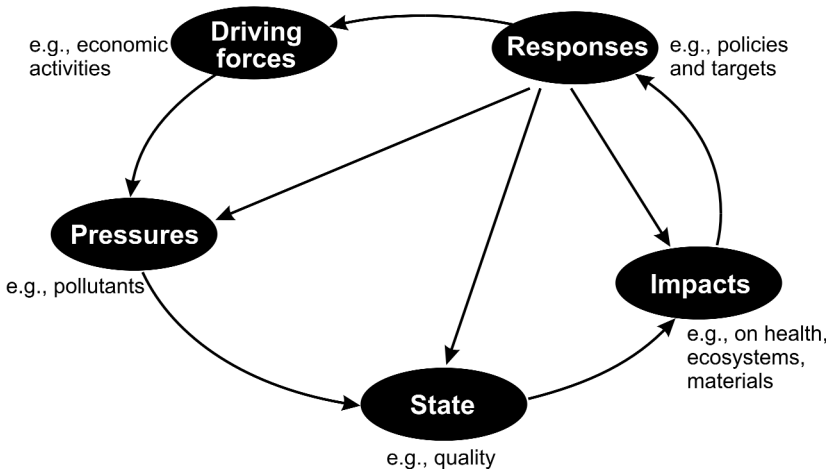 Driving
forces
e.g., economic
activities
Responses
e.g., policies
and targets
Pressures
e.g., pollutants
Impacts
e.g., on health,
ecosystems,
materials
State
e.g., quality